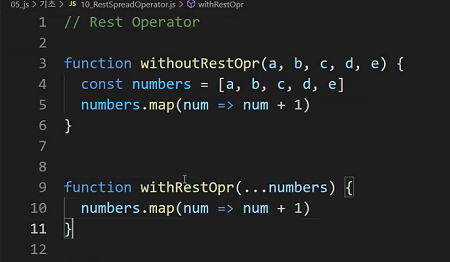 05_js > 기초 > JS 10_RestSpreadOperator.js > withRestOpr
1 // Rest Operator
2
3 function withoutRestOpr(a, b, c, d, e) {
4 const numbers = [a, b, c, d, e]
5 numbers.map(num => num + 1)
6 }
7
8
9 function withRestOpr(...numbers) {
10 numbers.map(num => num + 1)
11 }
12